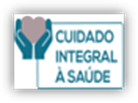 CUIDADO
INTEGRAL
À SAÚDE